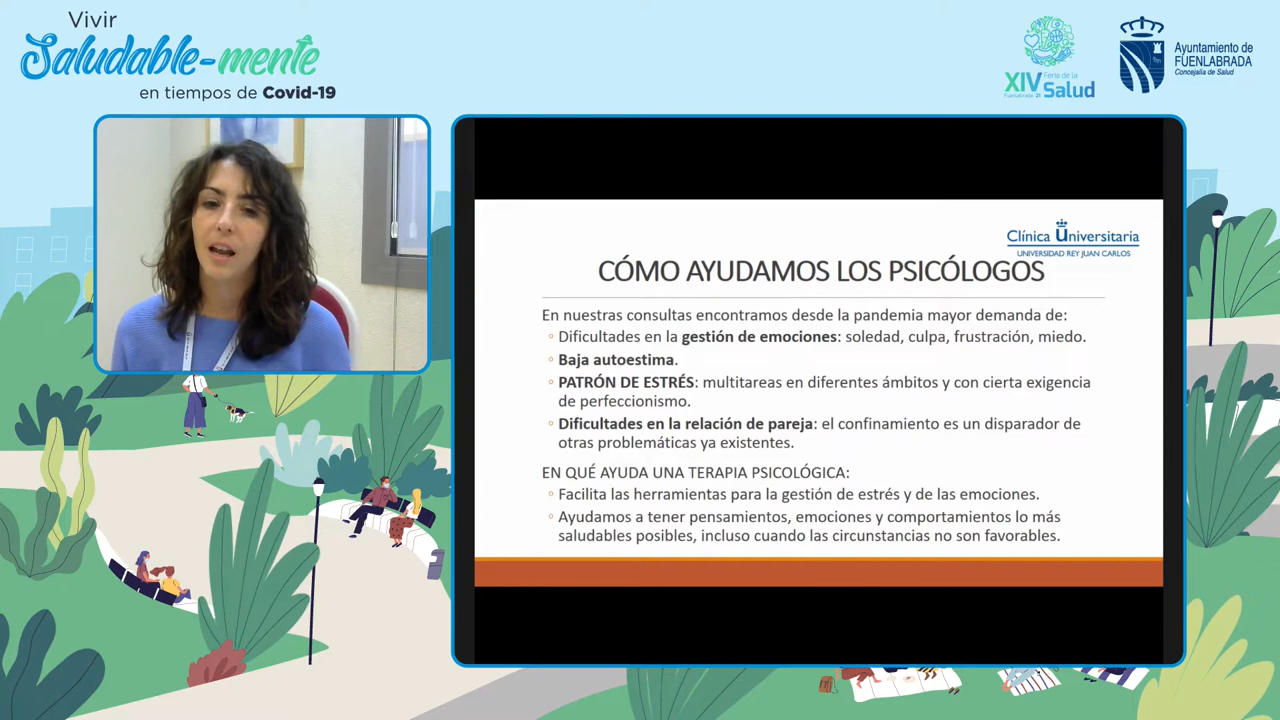 Vivir
Saludable-mente
en tiempos de Covid-19
XIV Feria de la Salud
Fuenlabrada 21
Ayuntamiento de
FUENLABRADA
Concejalía de Salud
Clínica Universitaria
UNIVERSIDAD REY JUAN CARLOS
CÓMO AYUDAMOS LOS PSICÓLOGOS
En nuestras consultas encontramos desde la pandemia mayor demanda de:
◦ Dificultades en la gestión de emociones: soledad, culpa, frustración, miedo.
◦ Baja autoestima.
◦ PATRÓN DE ESTRÉS: multitareas en diferentes ámbitos y con cierta exigencia
de perfeccionismo.
◦ Dificultades en la relación de pareja: el confinamiento es un disparador de
otras problemáticas ya existentes.
EN QUÉ AYUDA UNA TERAPIA PSICOLÓGICA:
◦ Facilita las herramientas para la gestión de estrés y de las emociones.
◦ Ayudamos a tener pensamientos, emociones y comportamientos lo más
saludables posibles, incluso cuando las circunstancias no son favorables.